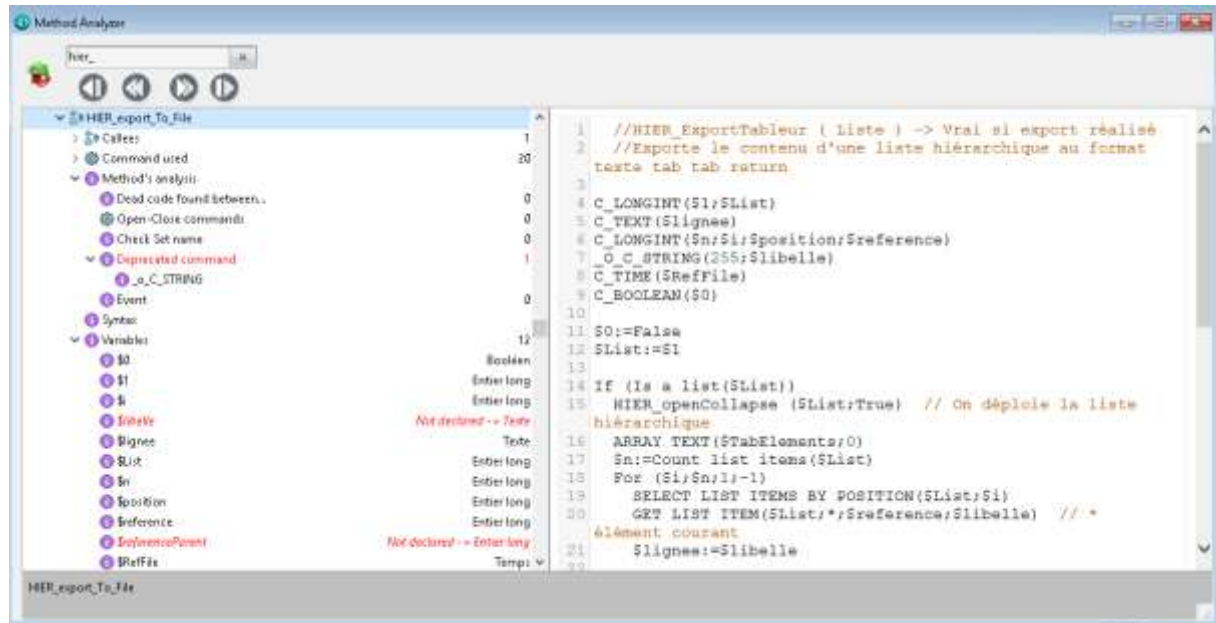 Method Analyzer
hier_
HIER_export_To_File
Callees 1
Command used 20
Method's analysis
Dead code found between... 0
Open-Close commands 0
Check Set name 0
Deprecated command 1
_o_C_STRING
Event 0
Syntax
Variables 12
$0 Booléen
$1 Entier long
$i Entier long
$libelle Not declared -> Texte
$lignee Texte
$List Entier long
$n Entier long
$position Entier long
$reference Entier long
$referenceParent Not declared -> Entier long
$RefFile Temps
1 //HIER_ExportTableur ( Liste ) -> Vrai si export réalisé
2 //Exporte le contenu d'une liste hiérarchique au format
texte tab tab return
3
4 C_LONGINT($1;$List)
5 C_TEXT($lignee)
6 C_LONGINT($n;$i;$position;$reference)
7 _O_C_STRING(255;$libelle)
8 C_TIME($RefFile)
9 C_BOOLEAN($0)
10
11 $0:=False
12 $List:=$1
13
14 If (Is a list($List))
15 HIER_openCollapse ($List;True) // On déploie la liste
hiérarchique
16 ARRAY TEXT($TabElements;0)
17 $n:=Count list items($List)
18 For ($i;$n;1;-1)
19 SELECT LIST ITEMS BY POSITION($List;$i)
20 GET LIST ITEM($List;*;$reference;$libelle) // *
élément courant
21 $lignee:=$libelle
22
HIER_export_To_File